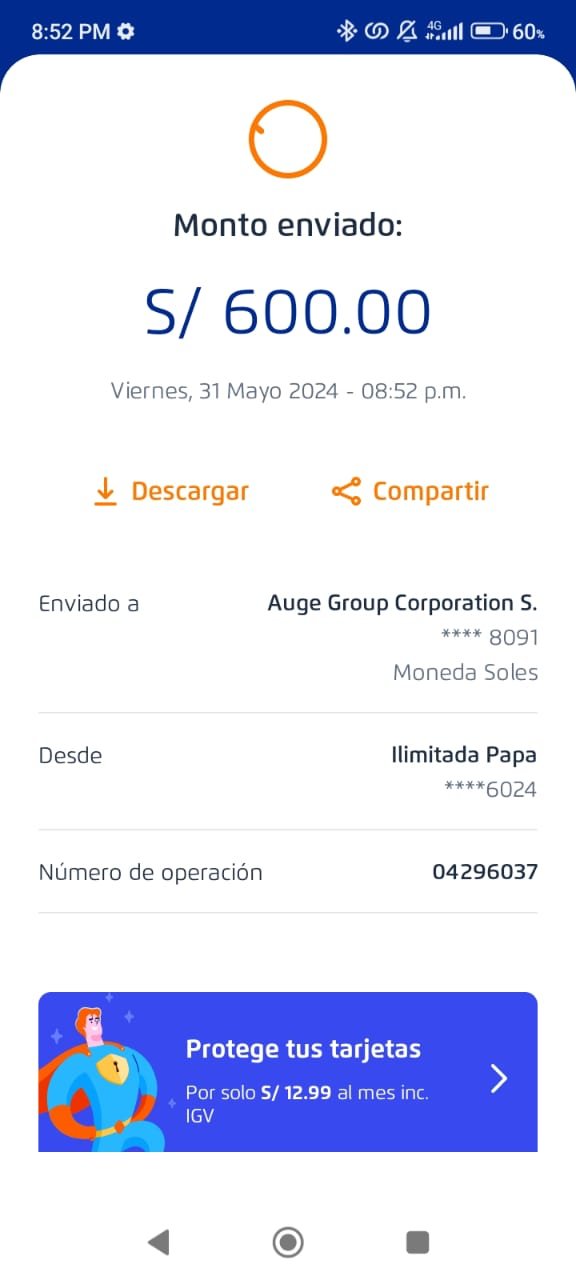 8:52 PM 4G 60%
Monto enviado:
S/ 600.00
Viernes, 31 Mayo 2024 - 08:52 p.m.
Descargar Compartir
Enviado a Auge Group Corporation S.
**** 8091
Moneda Soles
Desde Ilimitada Papa
****6024
Número de operación 04296037
Protege tus tarjetas
Por solo S/ 12.99 al mes inc.
IGV